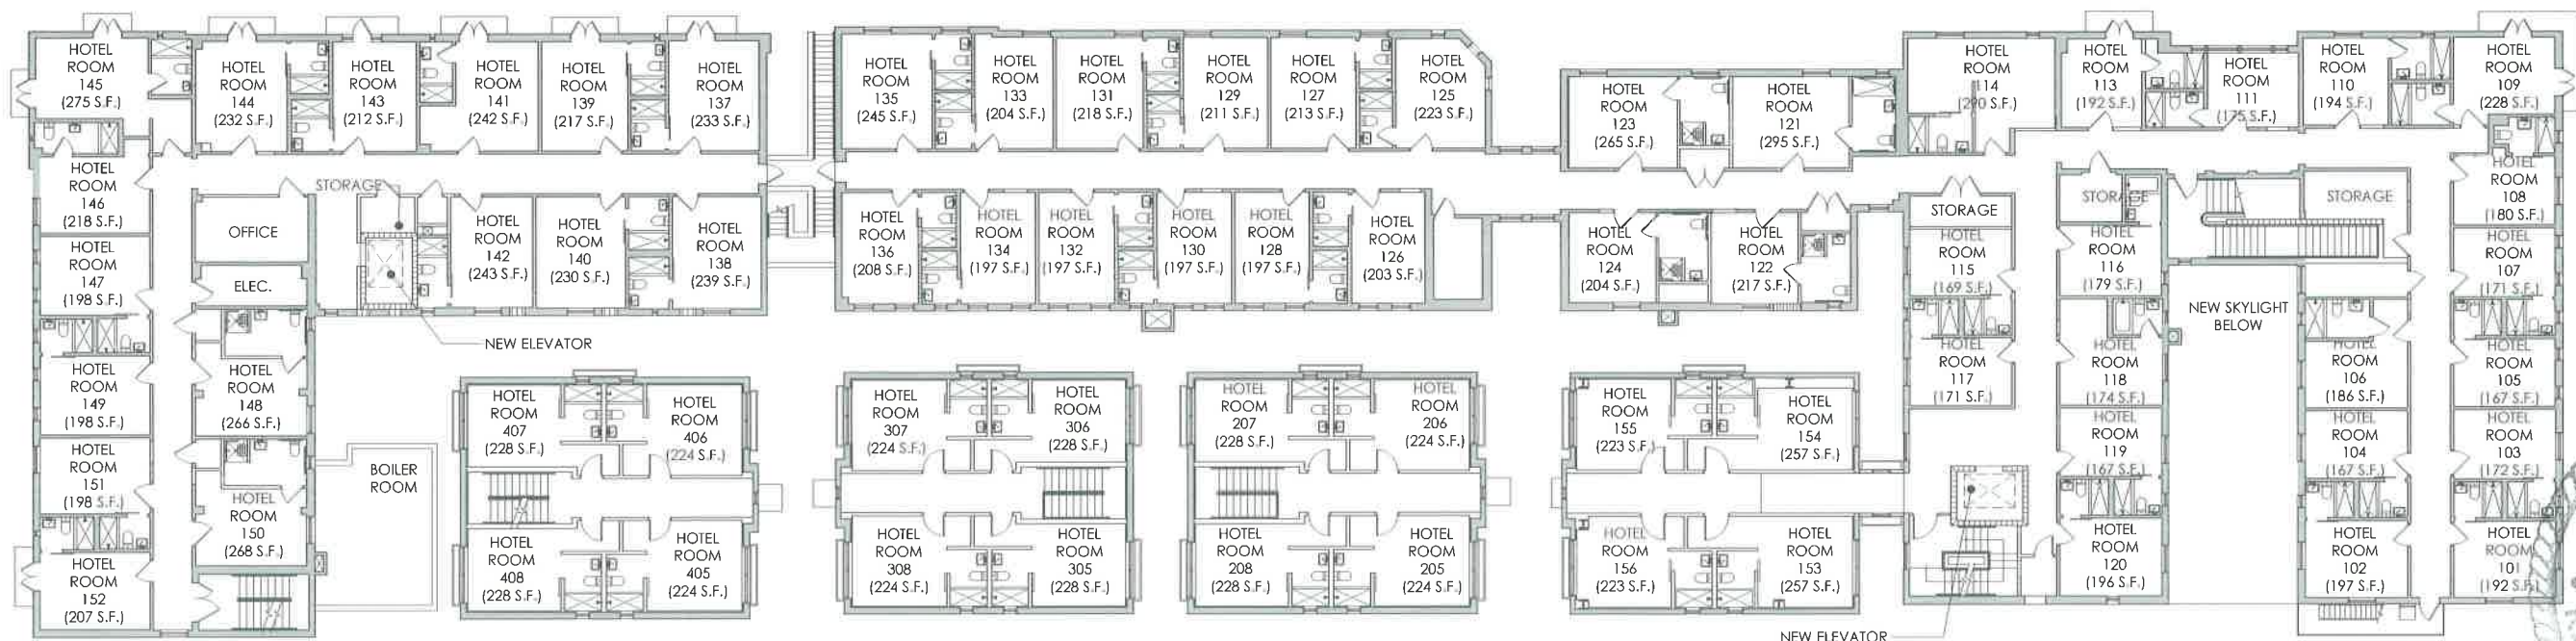 HOTEL
ROOM
145
(275 S.F.)
HOTEL
ROOM
144
(232 S.F.)
HOTEL
ROOM
143
(212 S.F.)
HOTEL
ROOM
141
(242 S.F.)
HOTEL
ROOM
139
(217 S.F.)
HOTEL
ROOM
137
(233 S.F.)
HOTEL
ROOM
135
(245 S.F.)
HOTEL
ROOM
133
(204 S.F.)
HOTEL
ROOM
131
(218 S.F.)
HOTEL
ROOM
129
(211 S.F.)
HOTEL
ROOM
127
(213 S.F.)
HOTEL
ROOM
125
(223 S.F.)
HOTEL
ROOM
123
(265 S.F.)
HOTEL
ROOM
121
(295 S.F.)
HOTEL
ROOM
114
(290 S.F.)
HOTEL
ROOM
113
(192 S.F.)
HOTEL
ROOM
111
(175 S.F.)
HOTEL
ROOM
110
(194 S.F.)
HOTEL
ROOM
109
(228 S.F.)
HOTEL
ROOM
146
(218 S.F.)
STORAGE
OFFICE
ELEC.
HOTEL
ROOM
142
(243 S.F.)
HOTEL
ROOM
140
(230 S.F.)
HOTEL
ROOM
138
(239 S.F.)
HOTEL
ROOM
136
(208 S.F.)
HOTEL
ROOM
134
(197 S.F.)
HOTEL
ROOM
132
(197 S.F.)
HOTEL
ROOM
130
(197 S.F.)
HOTEL
ROOM
128
(197 S.F.)
HOTEL
ROOM
126
(203 S.F.)
HOTEL
ROOM
124
(204 S.F.)
HOTEL
ROOM
122
(217 S.F.)
STORAGE
HOTEL
ROOM
115
(169 S.F.)
STORAGE
HOTEL
ROOM
116
(179 S.F.)
STORAGE
HOTEL
ROOM
108
(180 S.F.)
HOTEL
ROOM
107
(171 S.F.)
HOTEL
ROOM
147
(198 S.F.)
NEW ELEVATOR
NEW SKYLIGHT
BELOW
HOTEL
ROOM
149
(198 S.F.)
HOTEL
ROOM
148
(266 S.F.)
HOTEL
ROOM
117
(171 S.F.)
HOTEL
ROOM
118
(174 S.F.)
HOTEL
ROOM
106
(186 S.F.)
HOTEL
ROOM
105
(167 S.F.)
HOTEL
ROOM
407
(228 S.F.)
HOTEL
ROOM
406
(224 S.F.)
HOTEL
ROOM
307
(224 S.F.)
HOTEL
ROOM
306
(228 S.F.)
HOTEL
ROOM
207
(228 S.F.)
HOTEL
ROOM
206
(224 S.F.)
HOTEL
ROOM
155
(223 S.F.)
HOTEL
ROOM
154
(257 S.F.)
HOTEL
ROOM
119
(167 S.F.)
HOTEL
ROOM
104
(167 S.F.)
HOTEL
ROOM
103
(172 S.F.)
HOTEL
ROOM
151
(198 S.F.)
HOTEL
ROOM
150
(268 S.F.)
BOILER
ROOM
HOTEL
ROOM
152
(207 S.F.)
HOTEL
ROOM
408
(228 S.F.)
HOTEL
ROOM
405
(224 S.F.)
HOTEL
ROOM
308
(224 S.F.)
HOTEL
ROOM
305
(228 S.F.)
HOTEL
ROOM
208
(228 S.F.)
HOTEL
ROOM
205
(224 S.F.)
HOTEL
ROOM
156
(223 S.F.)
HOTEL
ROOM
153
(257 S.F.)
HOTEL
ROOM
120
(196 S.F.)
HOTEL
ROOM
102
(197 S.F.)
HOTEL
ROOM
101
(192 S.F.)
NEW ELEVATOR